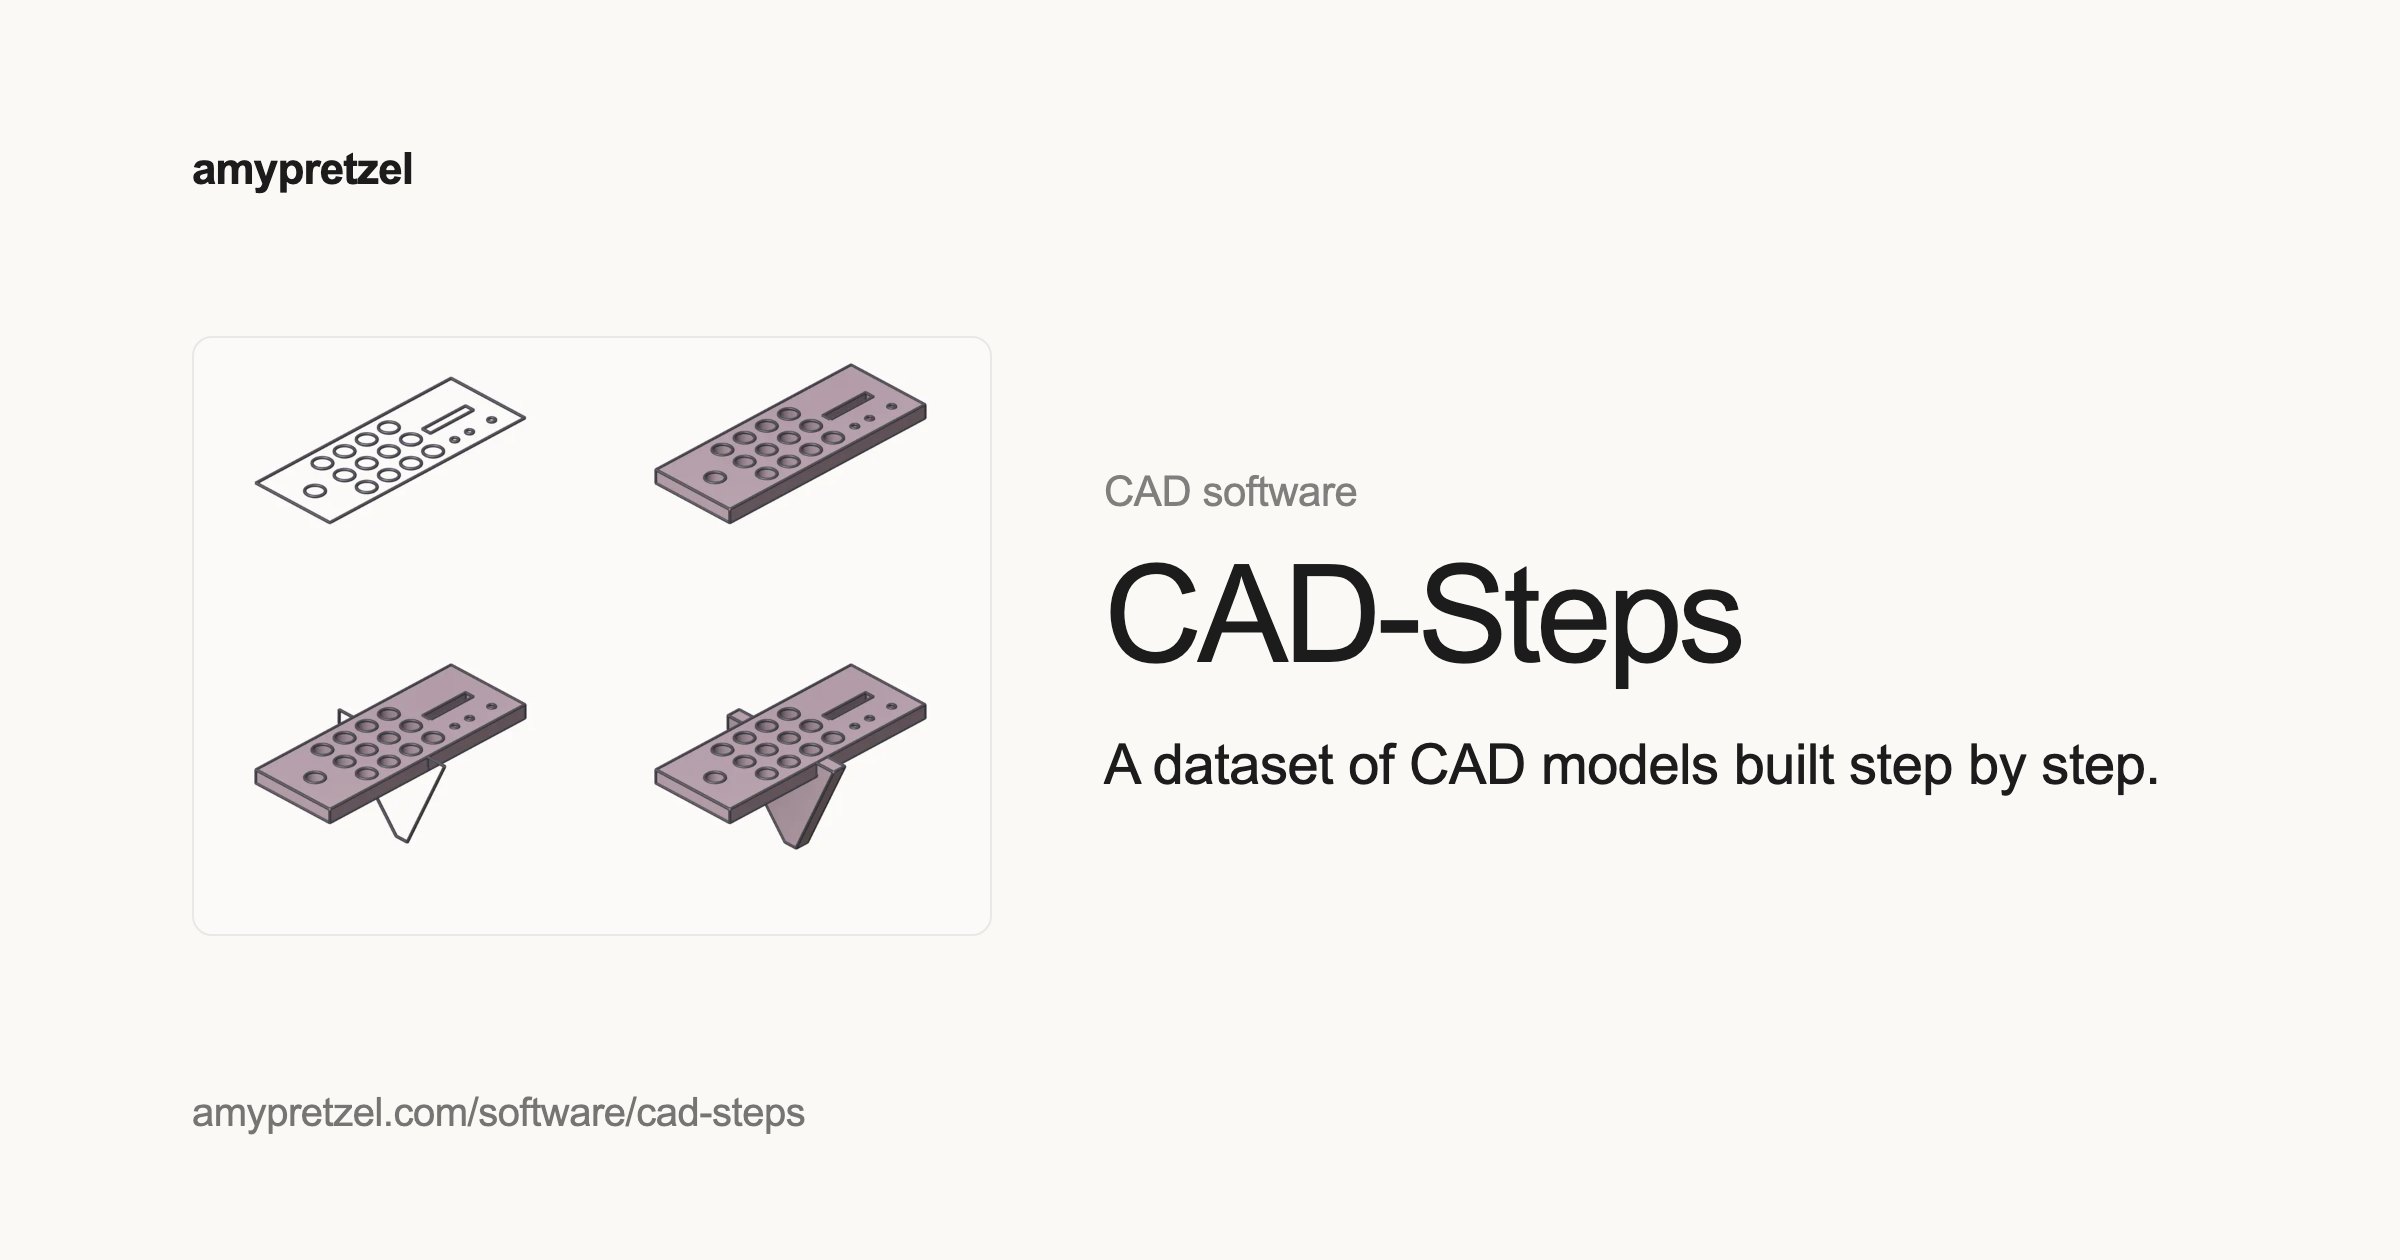 amypretzel
CAD software
CAD-Steps
A dataset of CAD models built step by step.
amypretzel.com/software/cad-steps